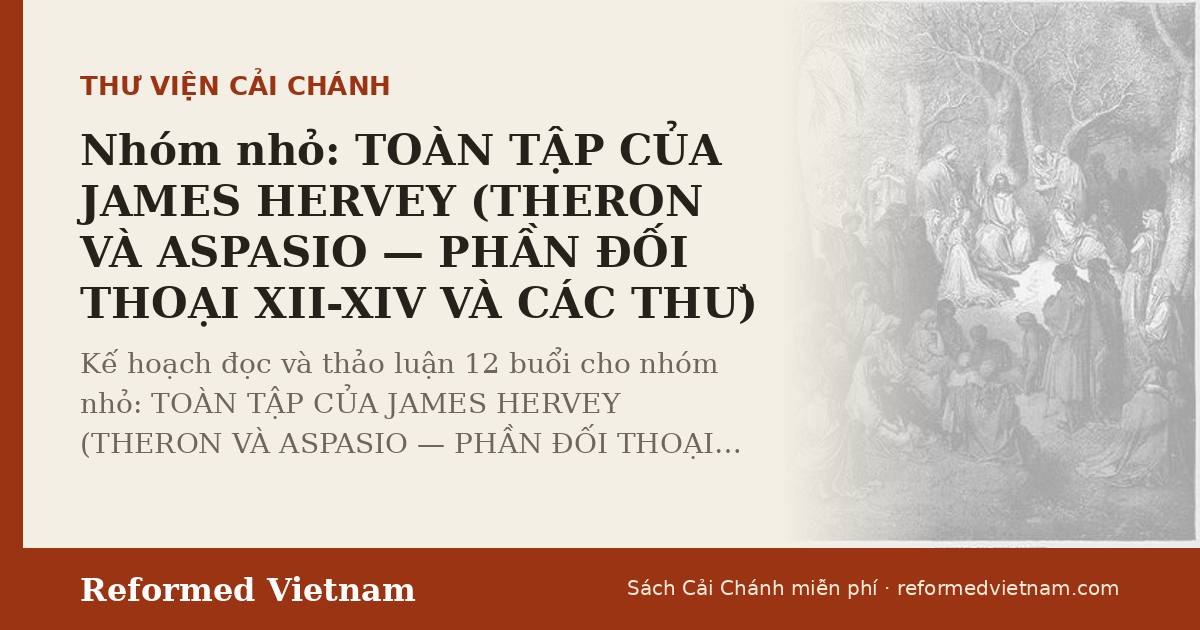 THƯ VIỆN CẢI CHÁNH
Nhóm nhỏ: TOÀN TẬP CỦA
JAMES HERVEY (THERON
VÀ ASPASIO — PHẦN ĐỐI
THOẠI XII-XIV VÀ CÁC THƯ)
Kế hoạch đọc và thảo luận 12 buổi cho nhóm
nhỏ: TOÀN TẬP CỦA JAMES HERVEY
(THERON VÀ ASPASIO — PHẦN ĐỐI THOẠI…
Reformed Vietnam
Sách Cải Chánh miễn phí · reformedvietnam.com